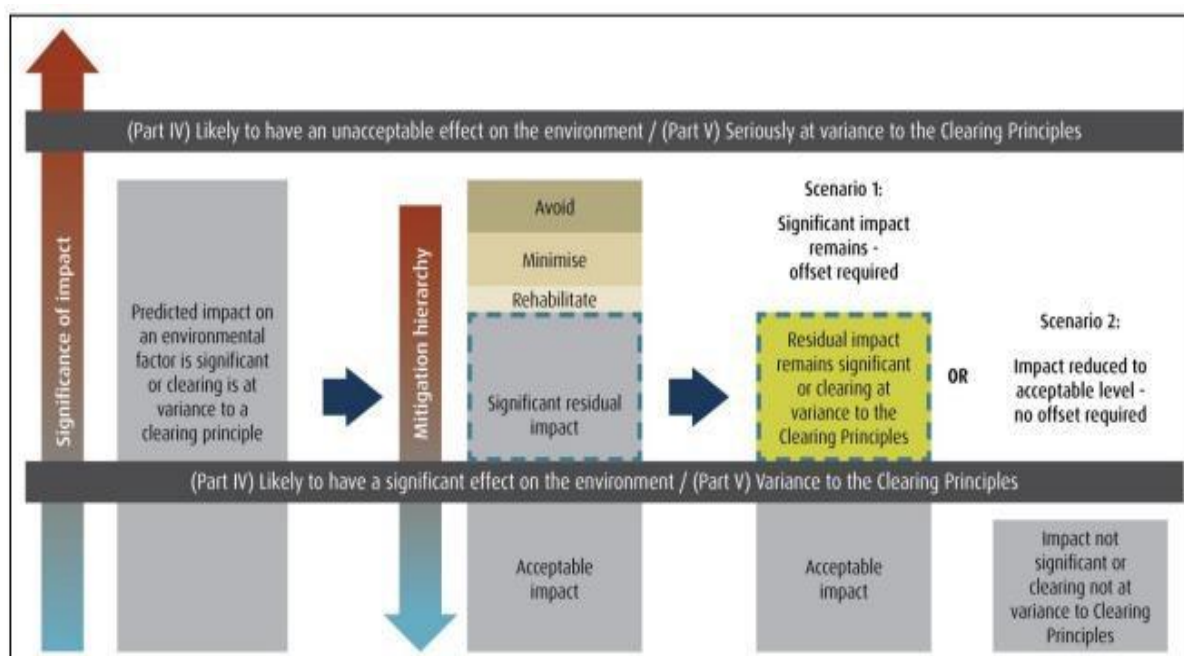 (Part IV) Likely to have an unacceptable effect on the environment / (Part V) Seriously at variance to the Clearing Principles
Significance of impact
Predicted impact on
an environmental
factor is significant
or clearing is at
variance to a
clearing principle
Mitigation hierarchy
Avoid
Minimise
Rehabilitate
Significant residual
impact
Scenario 1:
Significant impact
remains -
offset required
Residual impact
remains significant
or clearing at
variance to the
Clearing Principles
OR
Scenario 2:
Impact reduced to
acceptable level -
no offset required
(Part IV) Likely to have a significant effect on the environment / (Part V) Variance to the Clearing Principles
Acceptable
impact
Acceptable
impact
Impact not
significant or
clearing not at
variance to Clearing
Principles